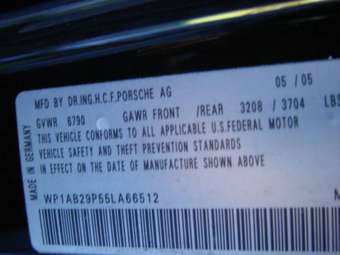 MFD BY DR.ING.H.C.F.PORSCHE AG 05/05
GVWR 6790 GAWR FRONT /REAR 3208 / 3704 LBS
THIS VEHICLE CONFORMS TO ALL APPLICABLE U.S.FEDERAL MOTOR
VEHICLE SAFETY AND THEFT PREVENTION STANDARDS
IN EFFECT ON THE DATE OF MANUFACTURE SHOWN ABOVE
WP1AB29P55LA66512
MADE IN GERMANY